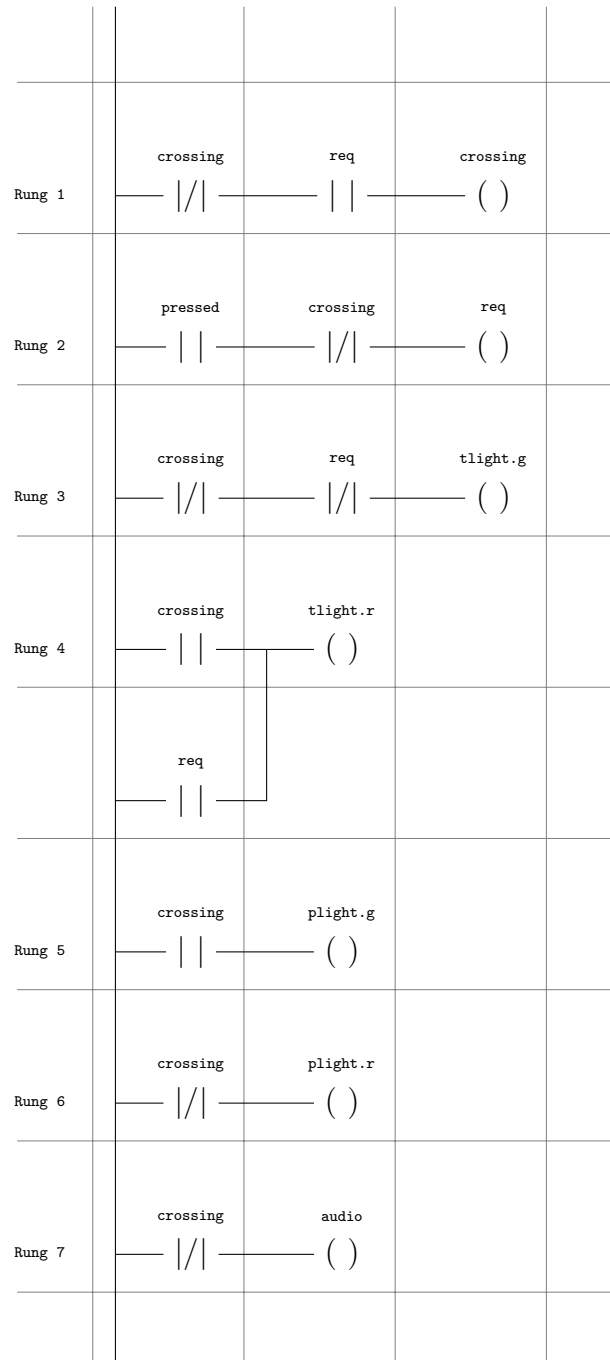 crossing req crossing
Rung 1
pressed crossing req
Rung 2
crossing req tlight.g
Rung 3
crossing tlight.r
Rung 4
req
crossing plight.g
Rung 5
crossing plight.r
Rung 6
crossing audio
Rung 7